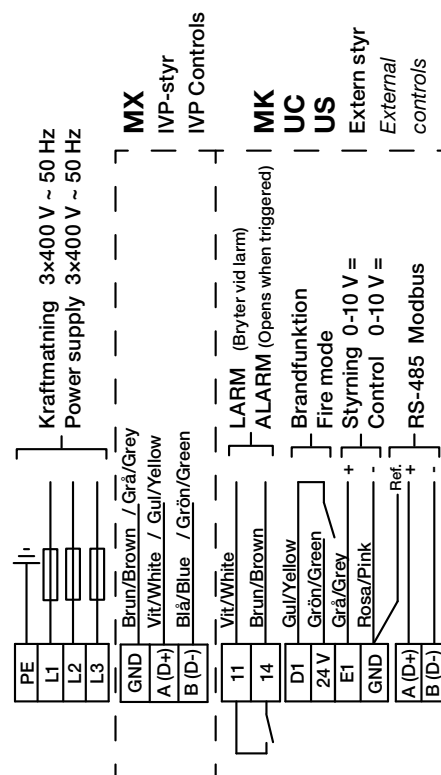 PE
L1
L2
L3
Kraftmatning 3×400 V ~ 50 Hz
Power supply 3×400 V ~ 50 Hz
GND
A (D+)
B (D-)
Brun/Brown / Grå/Grey
Vit/White / Gul/Yellow
Blå/Blue / Grön/Green
MX
IVP-styr
IVP Controls
11
14
Vit/White
Brun/Brown
LARM (Bryter vid larm)
ALARM (Opens when triggered)
MK
UC
US
Extern styr
External
controls
D1
24 V
E1
GND
Gul/Yellow
Grön/Green
Grå/Grey
Rosa/Pink
Brandfunktion
Fire mode
+
-
Styrning 0-10 V =
Control 0-10 V =
A (D+)
B (D-)
Ref.
+
-
RS-485 Modbus